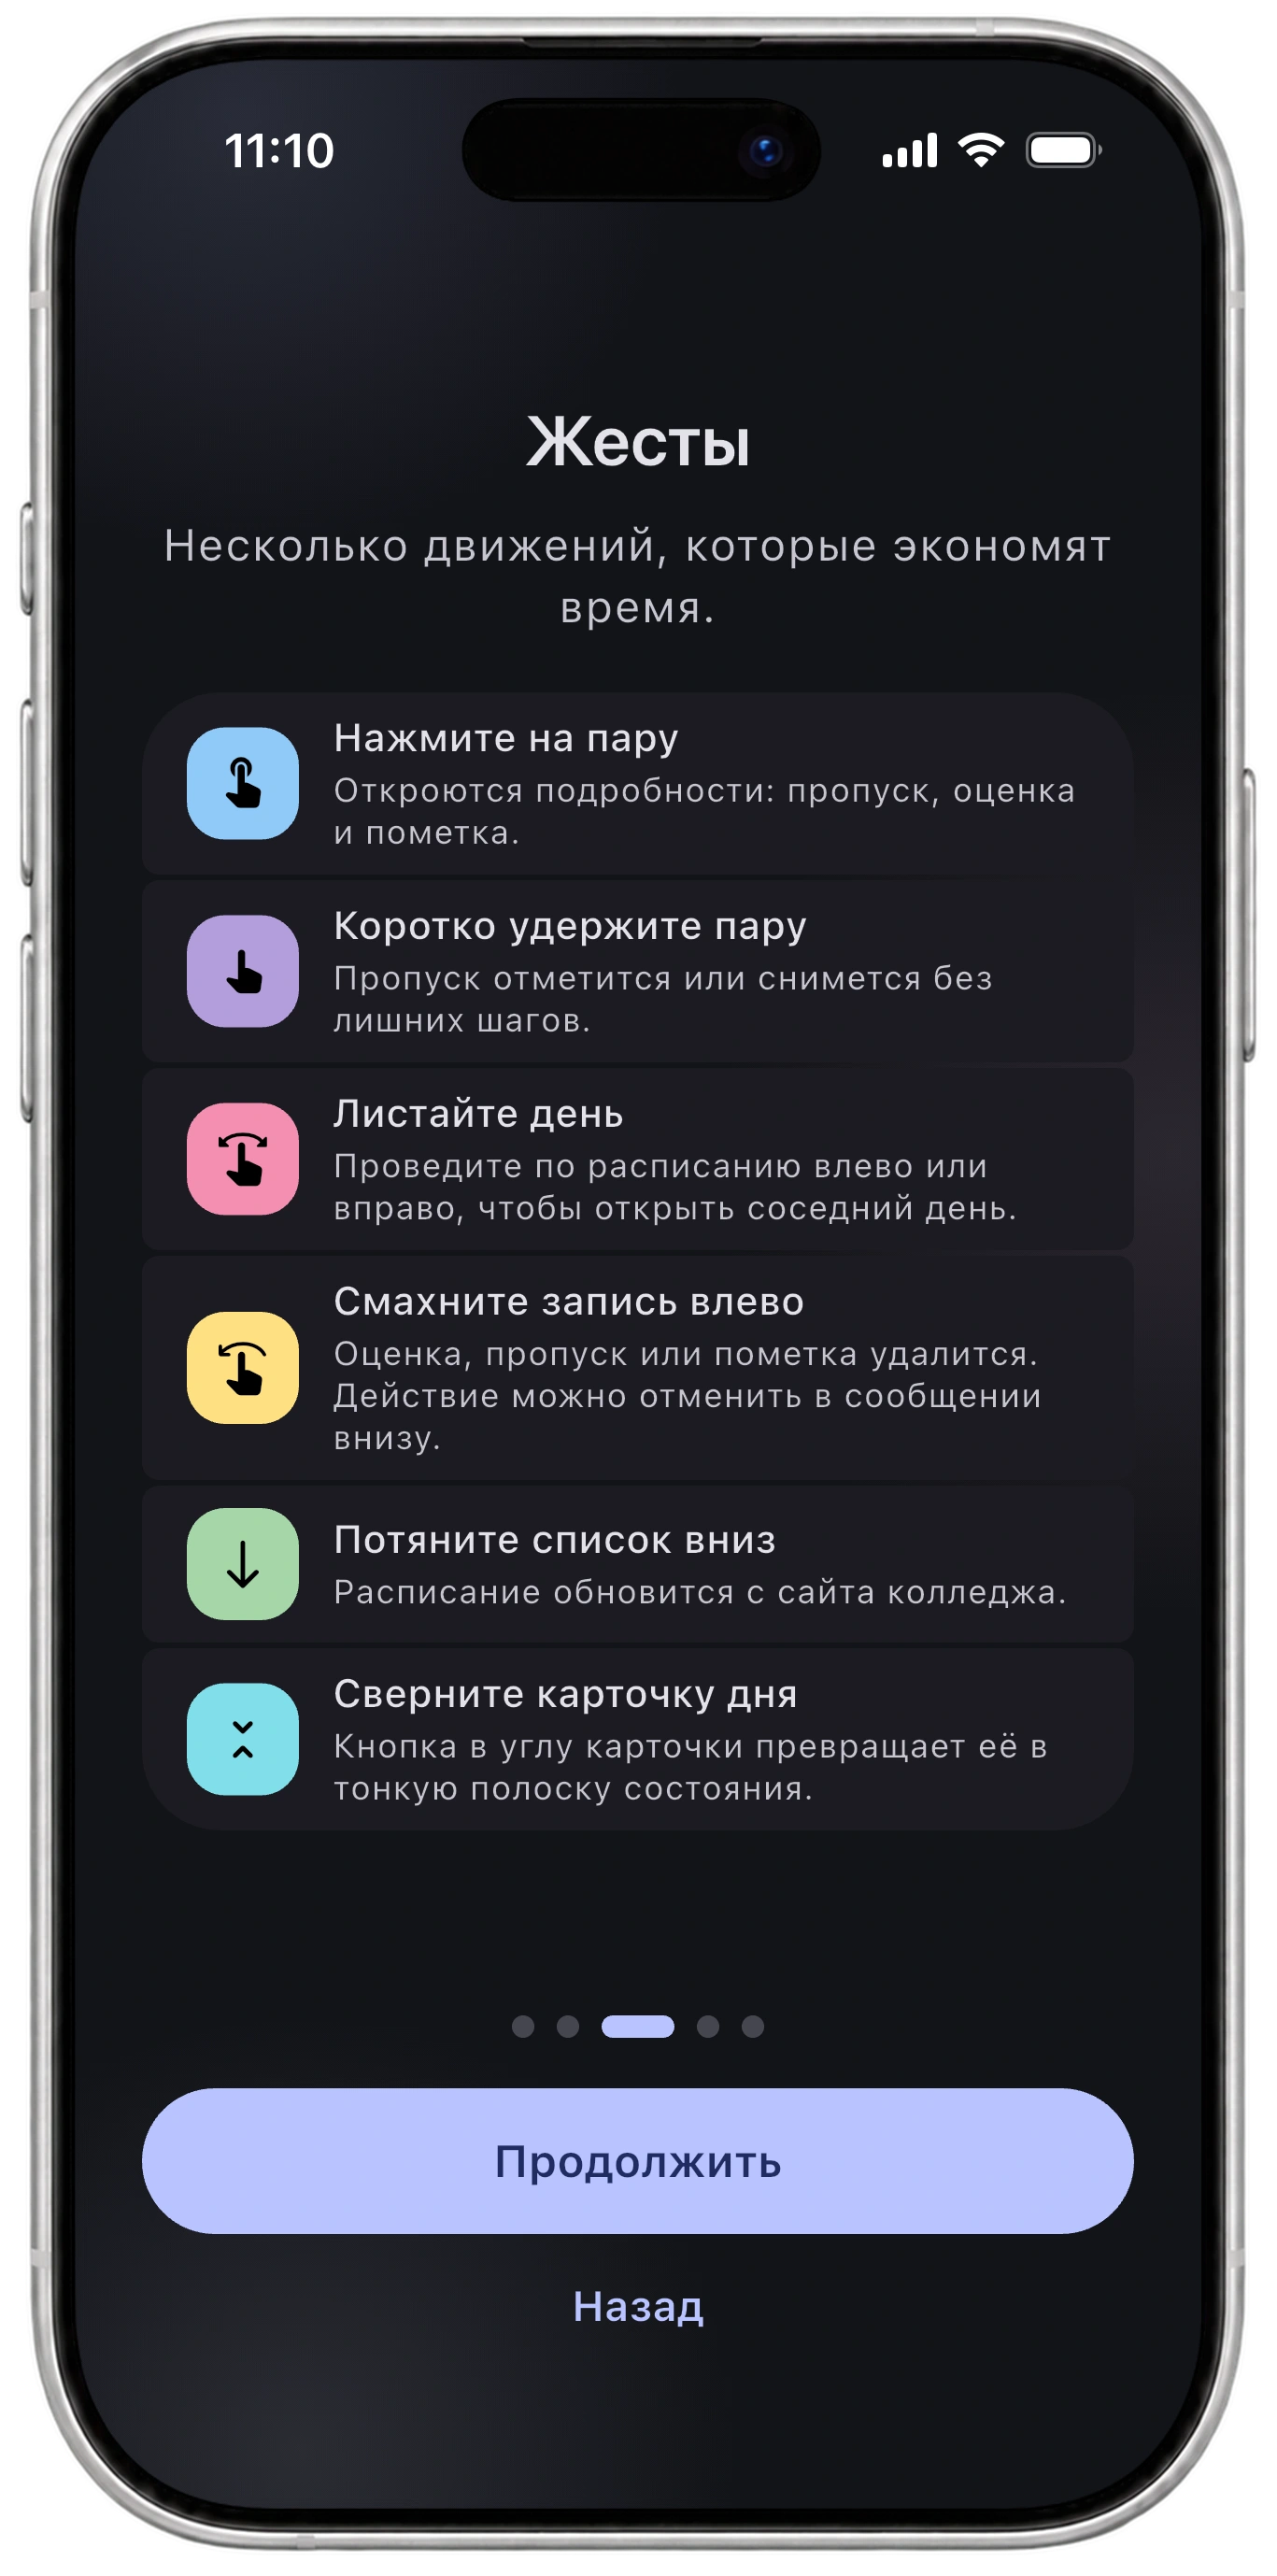 11:10
Жесты
Несколько движений, которые экономят
время.
Нажмите на пару
Откроются подробности: пропуск, оценка
и пометка.
Коротко удержите пару
Пропуск отметится или снимется без
лишних шагов.
Листайте день
Проведите по расписанию влево или
вправо, чтобы открыть соседний день.
Смахните запись влево
Оценка, пропуск или пометка удалится.
Действие можно отменить в сообщении
внизу.
Потяните список вниз
Расписание обновится с сайта колледжа.
Сверните карточку дня
Кнопка в углу карточки превращает её в
тонкую полоску состояния.
Продолжить
Назад